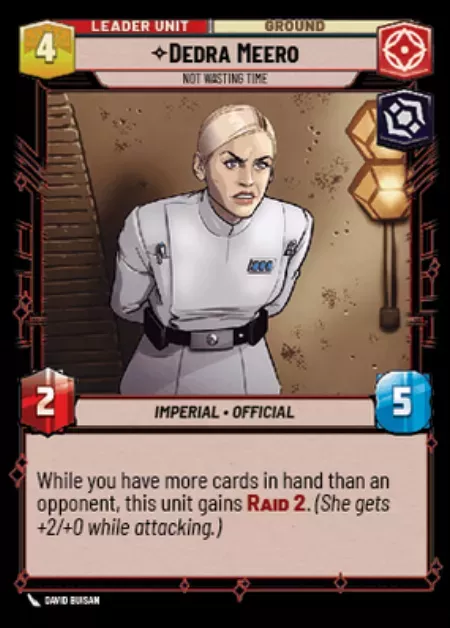 4
LEADER UNIT
GROUND
DEDRA MEERO
NOT WASTING TIME
2
5
IMPERIAL • OFFICIAL
While you have more cards in hand than an
opponent, this unit gains RAID 2. (She gets
+2/+0 while attacking.)
DAVID BUISAN